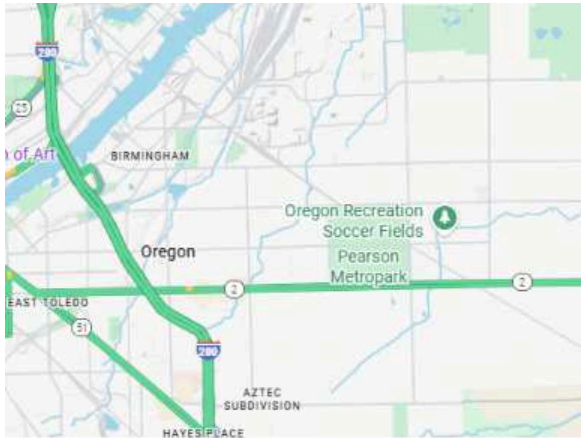 280
25
n of Art
BIRMINGHAM
Oregon Recreation
Soccer Fields
Oregon
Pearson
Metropark
2
2
EAST TOLEDO
51
280
AZTEC
SUBDIVISION
HAYES PLACE